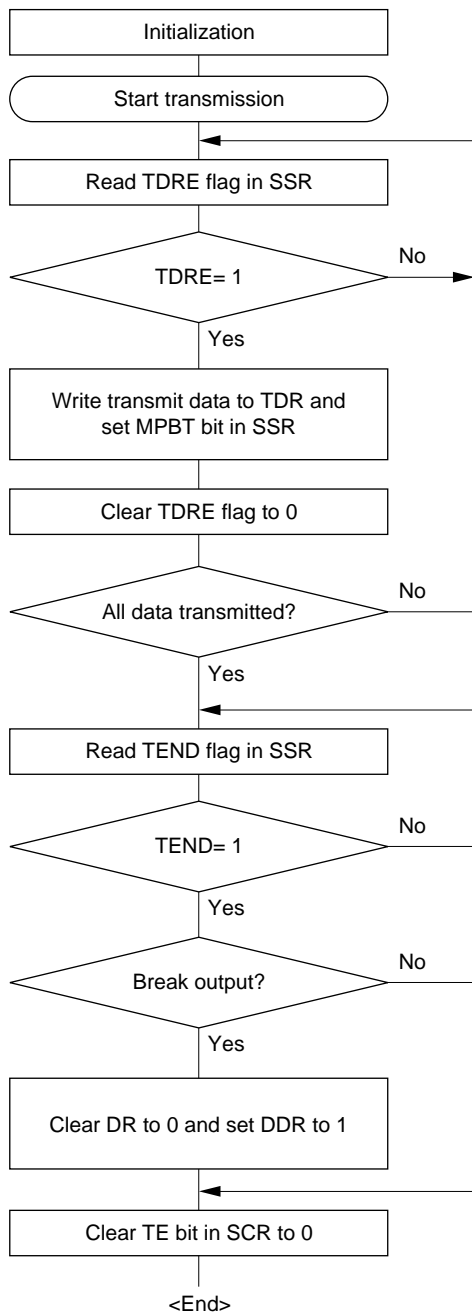 Initialization
Start transmission
Read TDRE flag in SSR
TDRE= 1
No
Yes
Write transmit data to TDR and
set MPBT bit in SSR
Clear TDRE flag to 0
All data transmitted?
No
Yes
Read TEND flag in SSR
TEND= 1
No
Yes
Break output?
No
Yes
Clear DR to 0 and set DDR to 1
Clear TE bit in SCR to 0
<End>